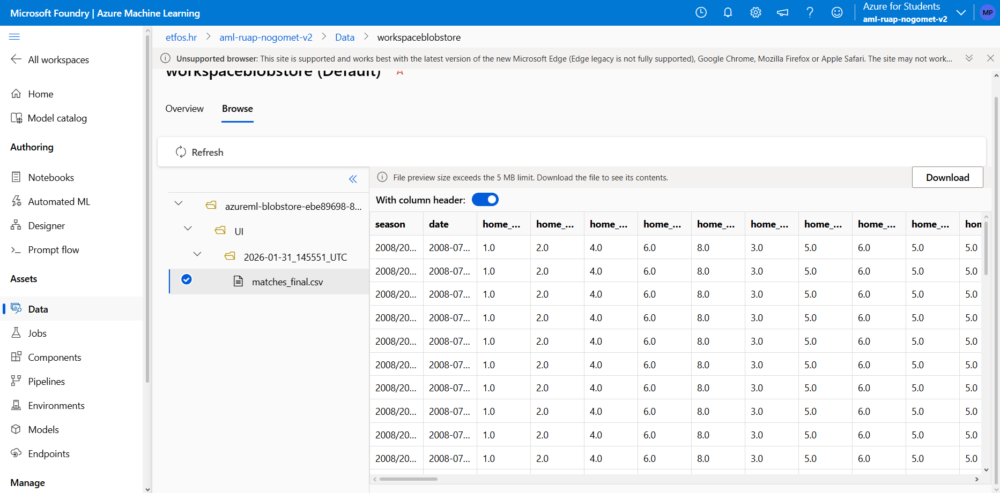 Microsoft Foundry | Azure Machine Learning
Azure for Students
aml-ruap-nogomet-v2
MP
All workspaces
Home
Model catalog
Authoring
Notebooks
Automated ML
Designer
Prompt flow
Assets
Data
Jobs
Components
Pipelines
Environments
Models
Endpoints
Manage
etfos.hr > aml-ruap-nogomet-v2 > Data > workspaceblobstore
Unsupported browser: This site is supported and works best with the latest version of the new Microsoft Edge (Edge legacy is not fully supported), Google Chrome, Mozilla Firefox or Apple Safari. The site may not work...
workspaceblobstore (Default)
Overview Browse
Refresh
azureml-blobstore-ebe89698-8...
UI
2026-01-31_145551_UTC
matches_final.csv
File preview size exceeds the 5 MB limit. Download the file to see its contents.
Download
With column header:
season date home_... home_... home_... home_... home_... home_... home_... home_... home_... hom
2008/20... 2008-07... 1.0 2.0 4.0 6.0 8.0 3.0 5.0 6.0 5.0 5.0
2008/20... 2008-07... 1.0 2.0 4.0 6.0 8.0 3.0 5.0 6.0 5.0 5.0
2008/20... 2008-07... 1.0 2.0 4.0 6.0 8.0 3.0 5.0 6.0 5.0 5.0
2008/20... 2008-07... 1.0 2.0 4.0 6.0 8.0 3.0 5.0 6.0 5.0 5.0
2008/20... 2008-07... 1.0 2.0 4.0 6.0 8.0 3.0 5.0 6.0 5.0 5.0
2008/20... 2008-07... 1.0 2.0 4.0 6.0 8.0 3.0 5.0 6.0 5.0 5.0
2008/20... 2008-07... 1.0 2.0 4.0 6.0 8.0 3.0 5.0 6.0 5.0 5.0
2008/20... 2008-07... 1.0 2.0 4.0 6.0 8.0 3.0 5.0 6.0 5.0 5.0
2008/20... 2008-07... 1.0 2.0 4.0 6.0 8.0 3.0 5.0 6.0 5.0 5.0
2008/20... 2008-07... 1.0 2.0 4.0 6.0 8.0 3.0 5.0 6.0 5.0 5.0